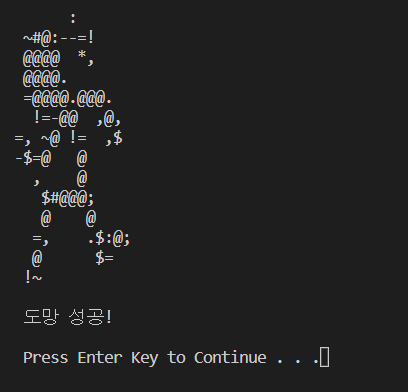 도망 성공!
Press Enter Key to Continue . . .